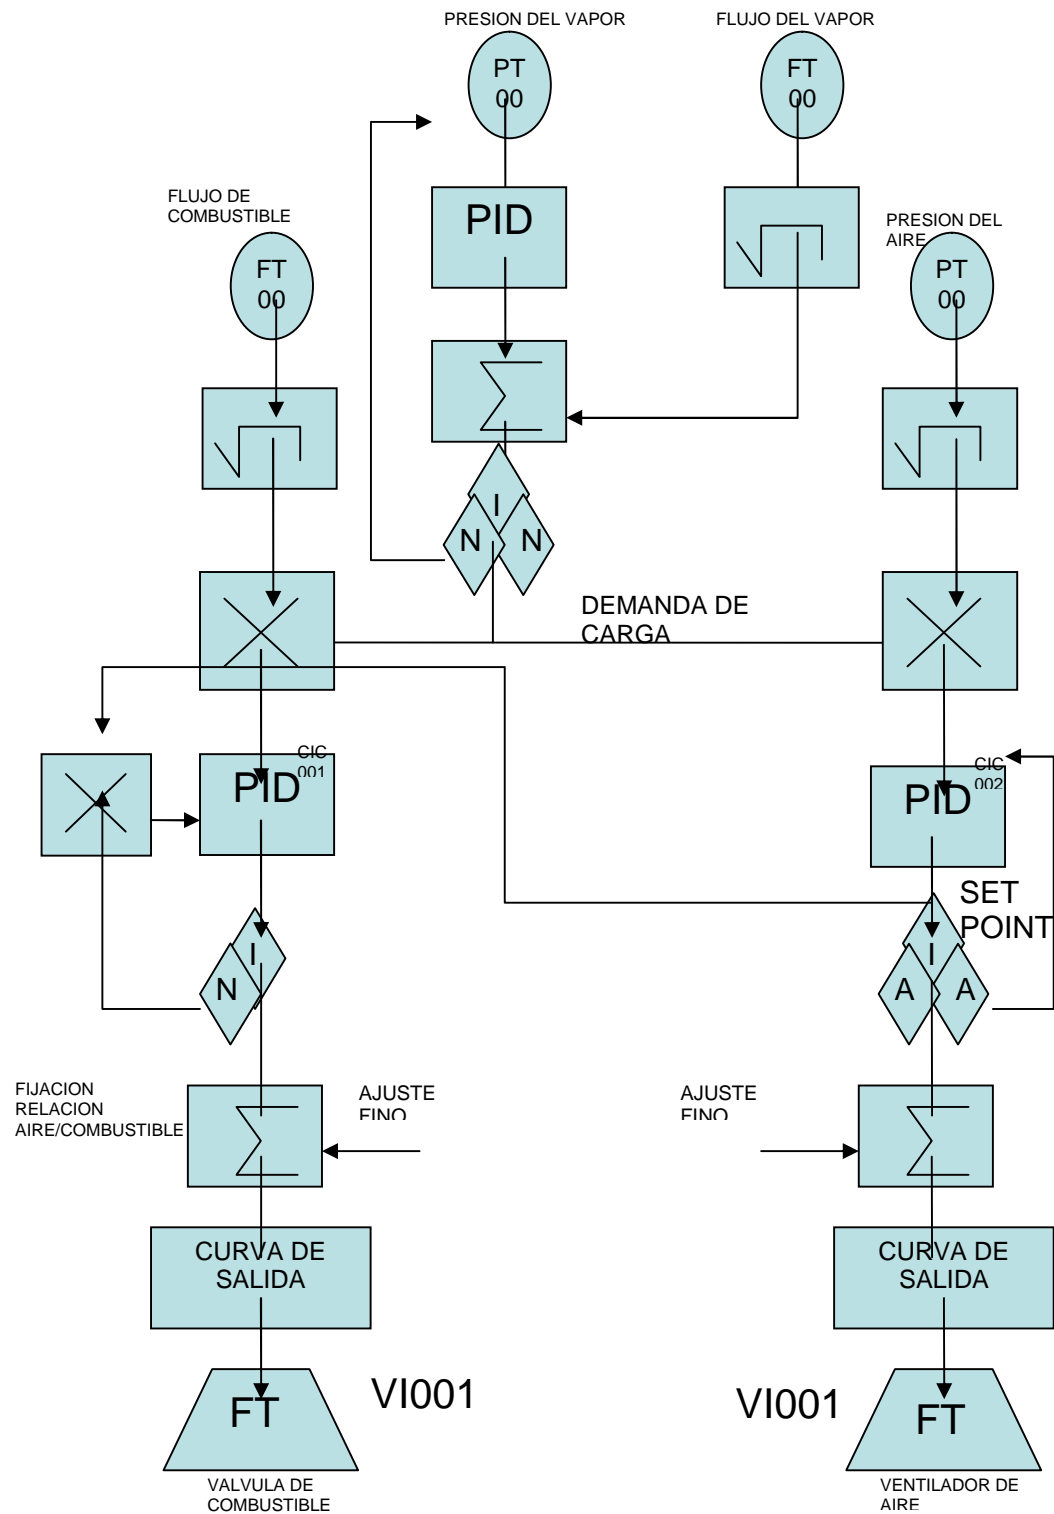 PRESION DEL VAPOR
FLUJO DEL VAPOR
PT
00
FT
00
FLUJO DE
COMBUSTIBLE
PID
PRESION DEL
AIRE
FT
00
PT
00
I
N
N
DEMANDA DE
CARGA
CIC
001
PID
CIC
002
PID
SET
POINT
I
N
I
A
A
FIJACION
RELACION
AIRE/COMBUSTIBLE
AJUSTE
FINO
AJUSTE
FINO
CURVA DE
SALIDA
CURVA DE
SALIDA
FT
VI001
VI001
FT
VALVULA DE
COMBUSTIBLE
VENTILADOR DE
AIRE